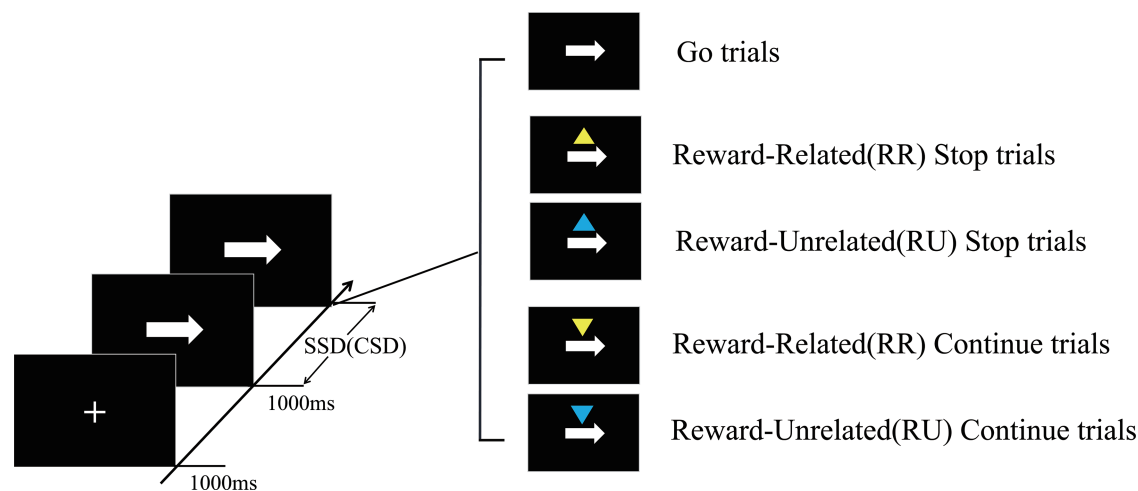 Go trials
Reward-Related(RR) Stop trials
Reward-Unrelated(RU) Stop trials
SSD(CSD)
Reward-Related(RR) Continue trials
1000ms
Reward-Unrelated(RU) Continue trials
1000ms